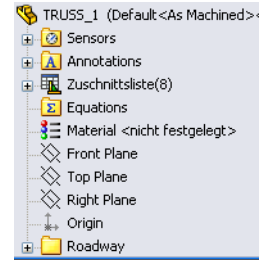 TRUSS_1 (Default<As Machined><
Sensors
Annotations
Zuschnittsliste(8)
Equations
Material <nicht festgelegt>
Front Plane
Top Plane
Right Plane
Origin
Roadway